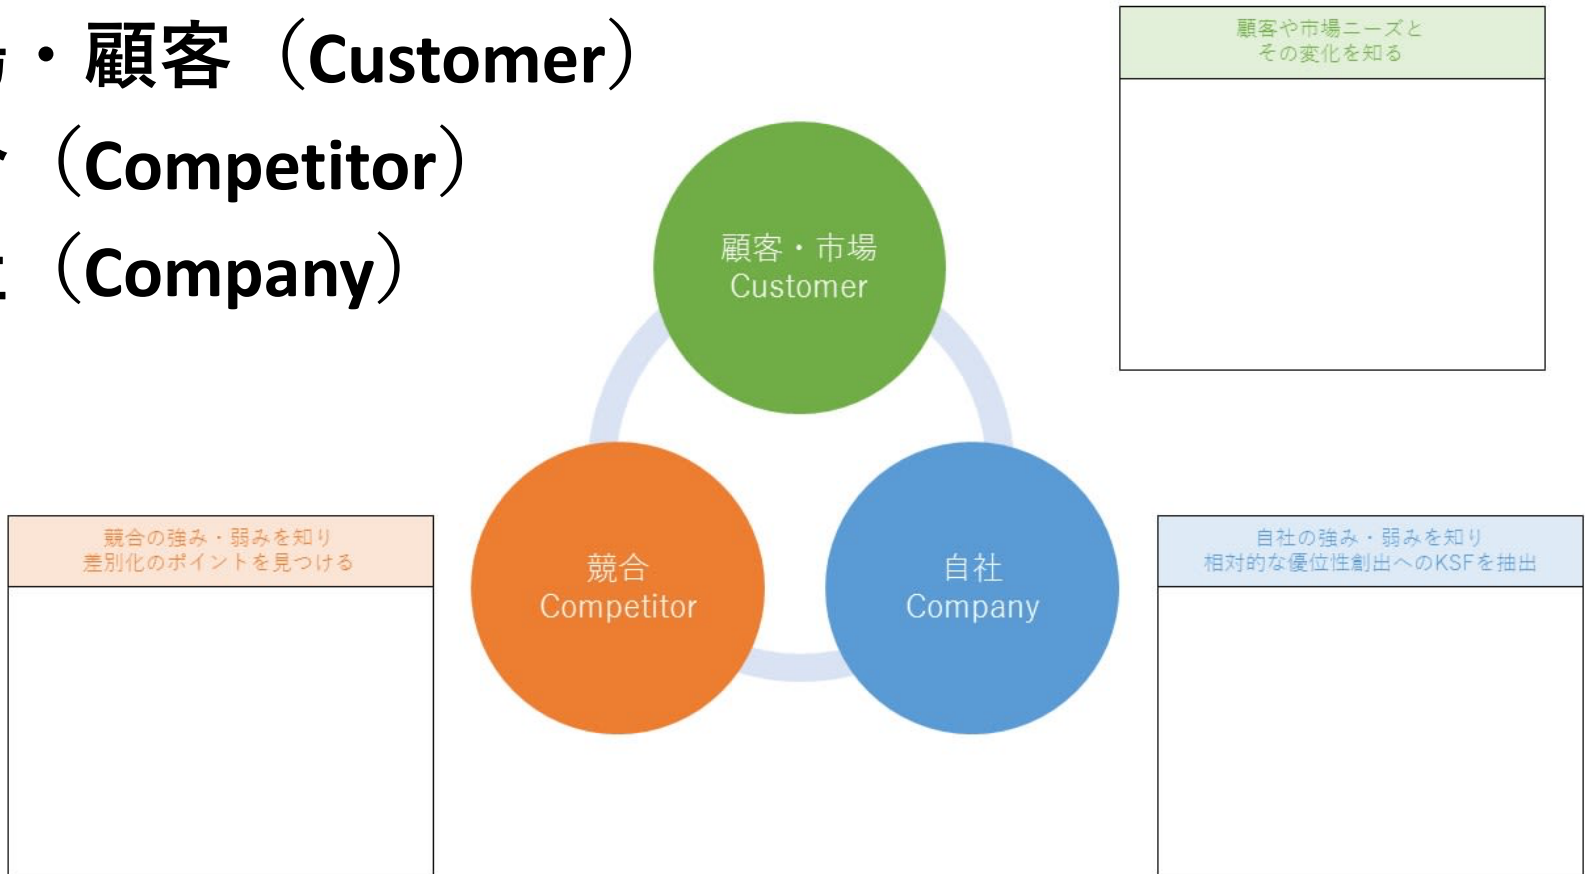 ・顧客（Customer）
（Competitor）
（Company）
顧客や市場ニーズと
その変化を知る
顧客・市場
Customer
競合の強み・弱みを知り
差別化のポイントを見つける
競合
Competitor
自社
Company
自社の強み・弱みを知り
相対的な優位性創出へのKSFを抽出